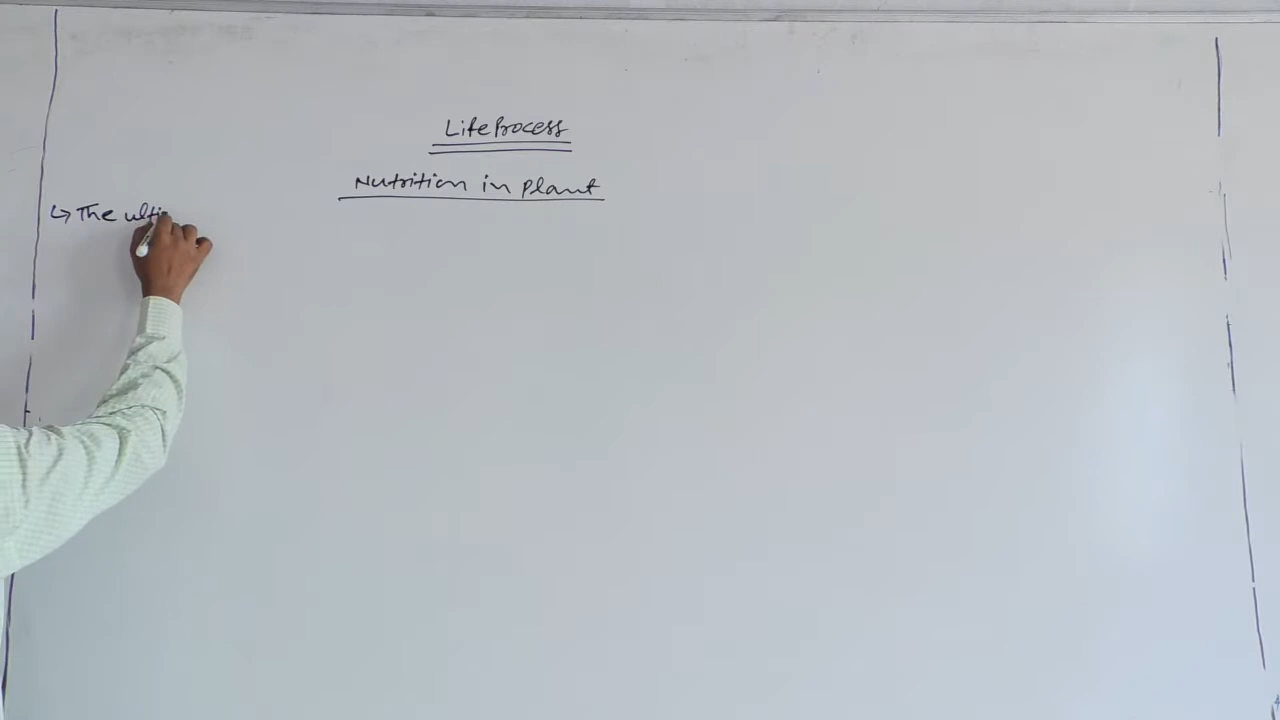 Life Process
Nutrition in plant
↳ The ulti